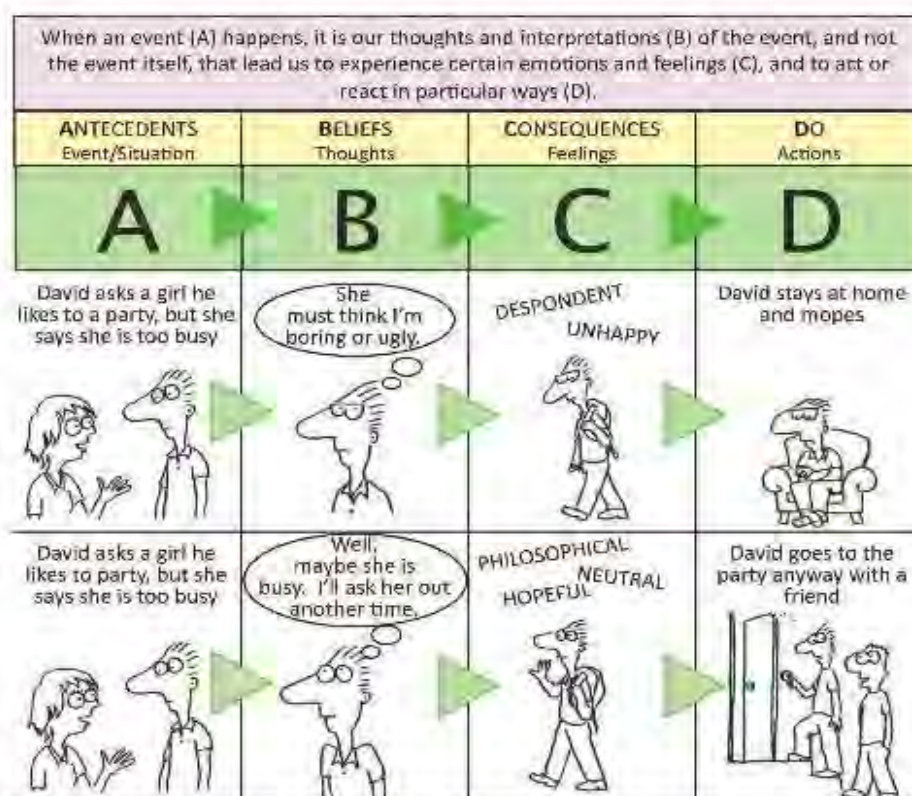 When an event (A) happens, it is our thoughts and interpretations (B) of the event, and not
the event itself, that lead us to experience certain emotions and feelings (C), and to act or
react in particular ways (D).
ANTECEDENTS
Event/Situation
BELIEFS
Thoughts
CONSEQUENCES
Feelings
DO
Actions
A
B
C
D
David asks a girl he
likes to a party, but she
says she is too busy
She
must think I'm
boring or ugly.
DESPONDENT
UNHAPPY
David stays at home
and mopes
David asks a girl he
likes to party, but she
says she is too busy
Well,
maybe she is
busy. I'll ask her out
another time.
PHILOSOPHICAL
NEUTRAL
HOPEFUL
David goes to the
party anyway with a
friend